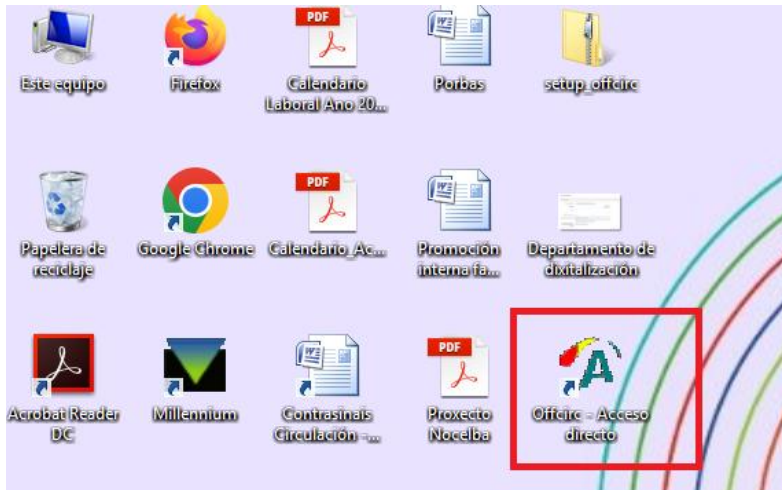 Este equipo
Firefox
PDF
Calendario
Laboral Ano 20...
Porbas
setup_offcirc
Papelera de
reciclaje
Google Chrome
PDF
Calendario_Ac...
Promoción
interna fa...
Departamento de
dixitalización
Acrobat Reader
DC
Millennium
Contrasinais
Circulación -...
PDF
Proxecto
Nocelba
A
Offcirc - Acceso
directo